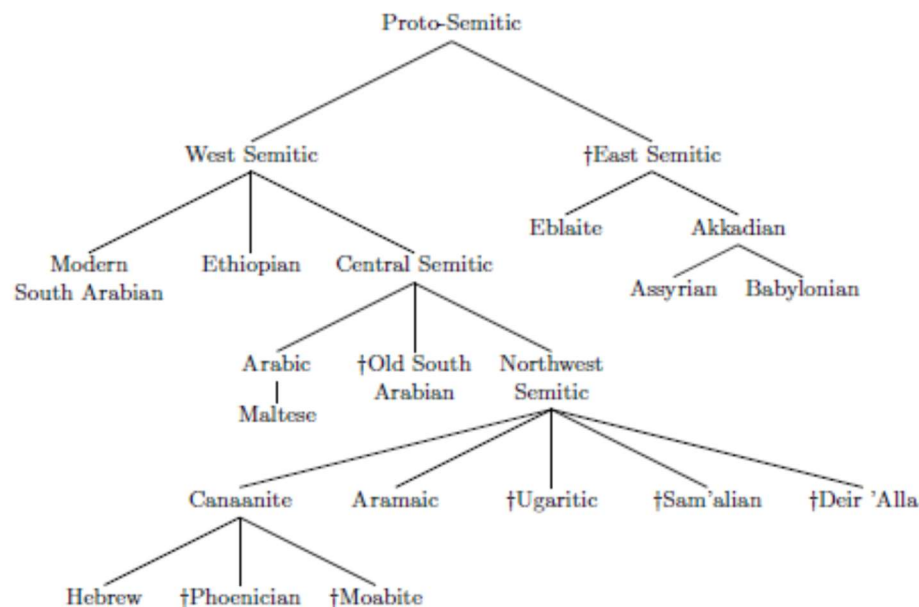 Proto-Semitic
West Semitic
†East Semitic
Eblaite
Akkadian
Modern
South Arabian
Ethiopian
Central Semitic
Assyrian
Babylonian
Arabic
†Old South
Arabian
Northwest
Semitic
Maltese
Canaanite
Aramaic
†Ugaritic
†Sam'alian
†Deir 'Alla
Hebrew
†Phoenician
†Moabite